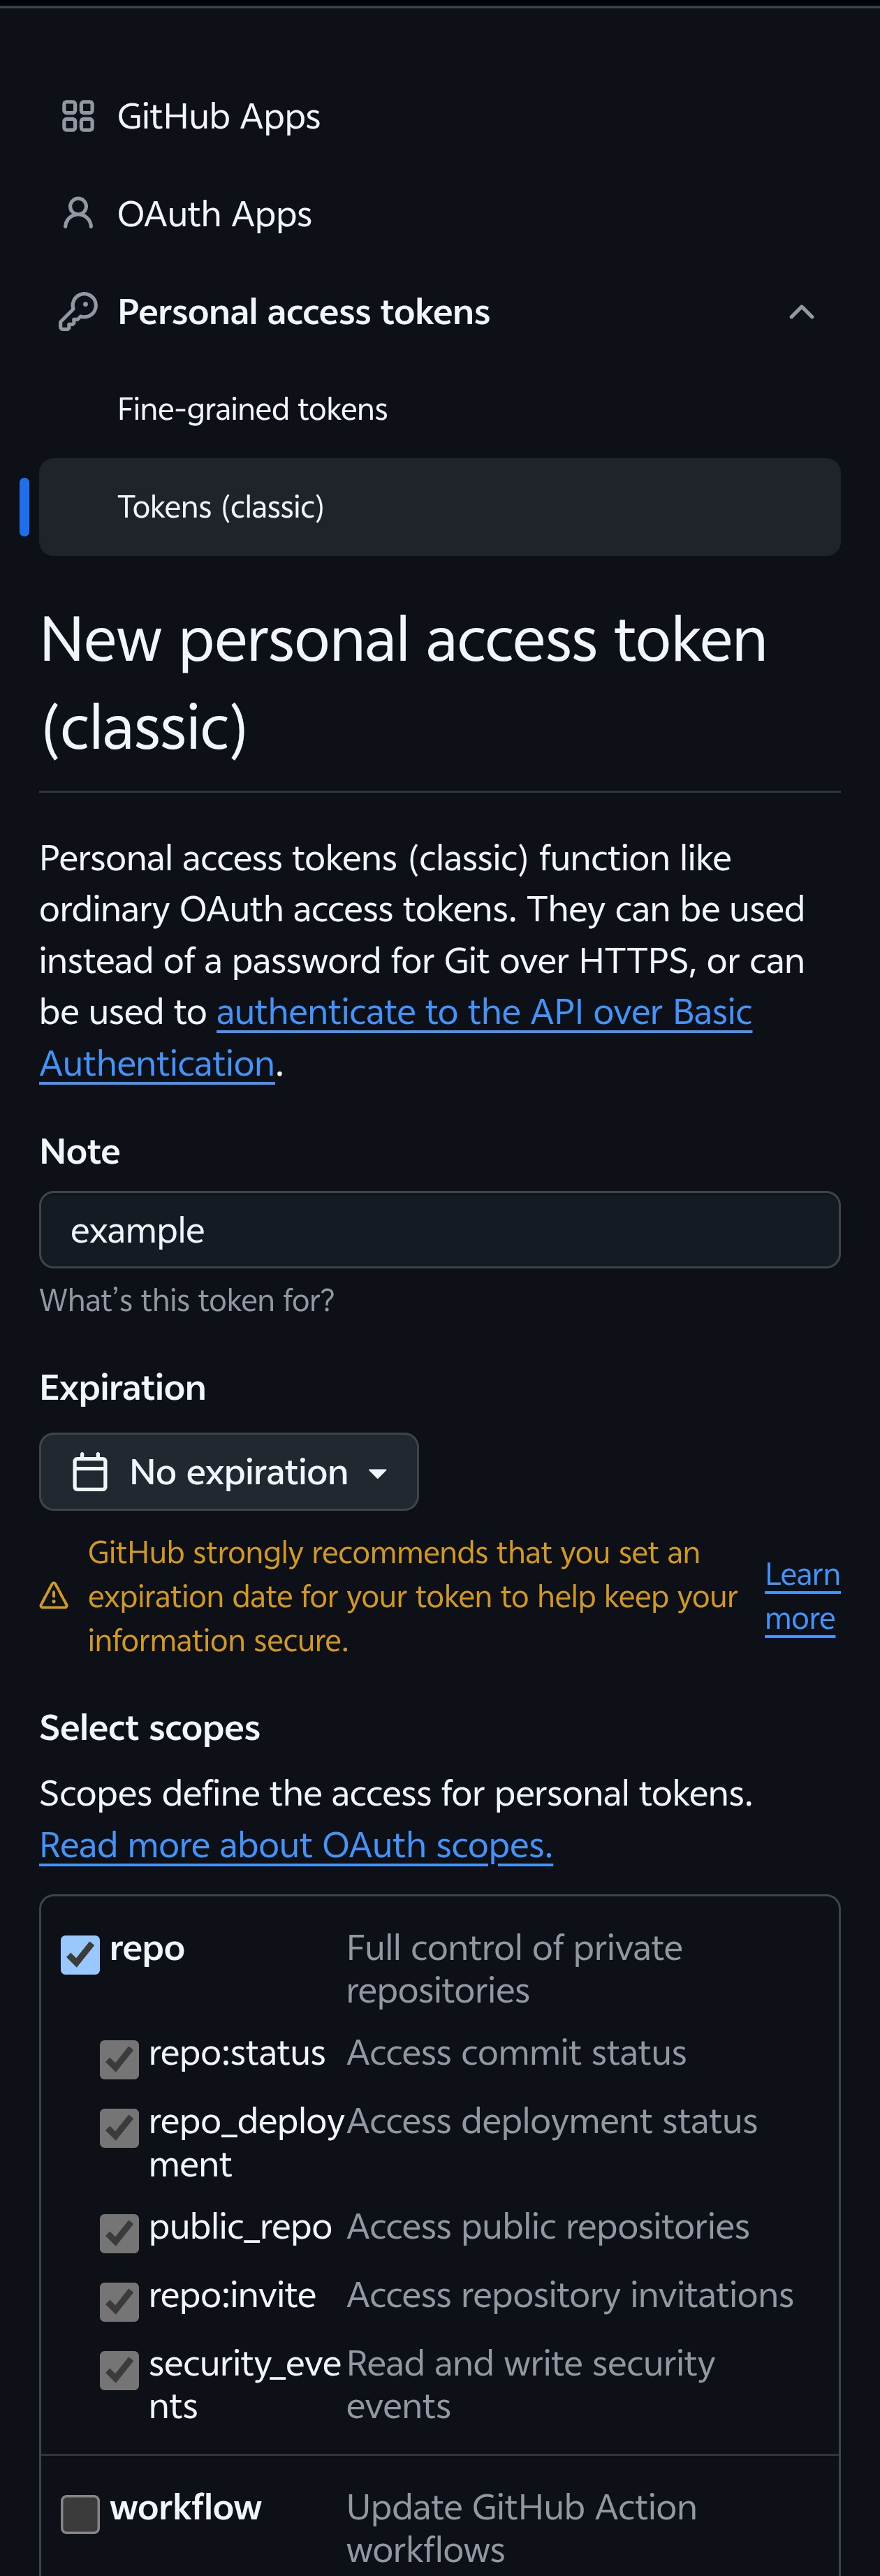 GitHub Apps
OAuth Apps
Personal access tokens
Fine-grained tokens
Tokens (classic)
New personal access token
(classic)
Personal access tokens (classic) function like
ordinary OAuth access tokens. They can be used
instead of a password for Git over HTTPS, or can
be used to authenticate to the API over Basic
Authentication.
Note
example
What's this token for?
Expiration
No expiration
GitHub strongly recommends that you set an
expiration date for your token to help keep your
information secure.
Learn
more
Select scopes
Scopes define the access for personal tokens.
Read more about OAuth scopes.
repo
Full control of private
repositories
repo:status
Access commit status
repo_deploy
ment
Access deployment status
public_repo
Access public repositories
repo:invite
Access repository invitations
security_eve
nts
Read and write security
events
workflow
Update GitHub Action
workflows